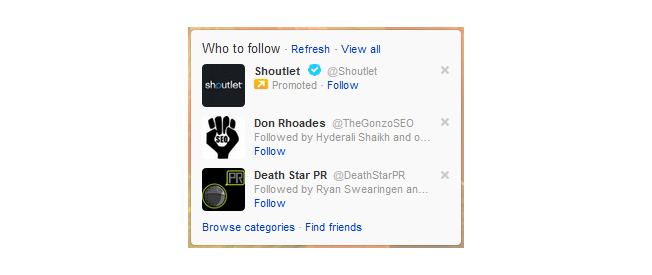 Who to follow · Refresh · View all
shoutlet
Shoutlet @Shoutlet
Promoted · Follow
SEO
Don Rhoades @TheGonzoSEO
Followed by Hyderali Shaikh and o...
Follow
PR
Death Star PR @DeathStarPR
Followed by Ryan Swearingen an...
Follow
Browse categories · Find friends